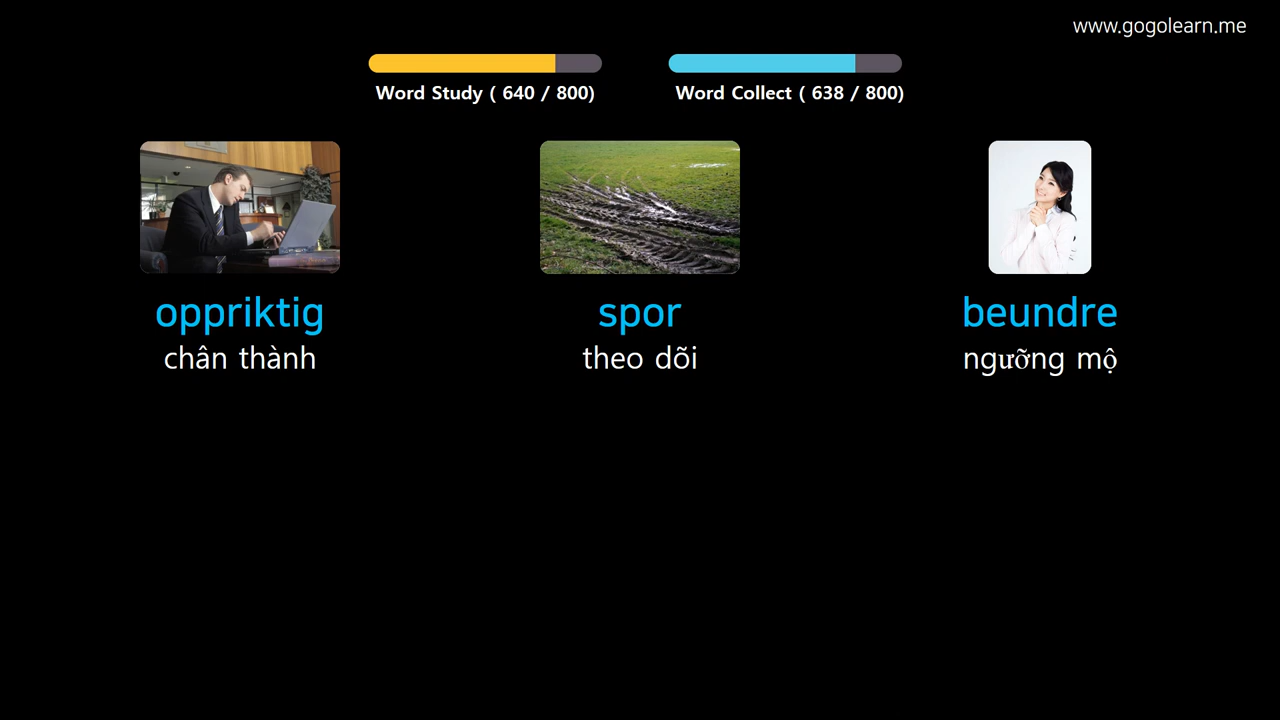 www.gogolearn.me
Word Study ( 640 / 800)
Word Collect ( 638 / 800)
oppriktig
spor
beundre
chân thành
theo dõi
ngưỡng mộ